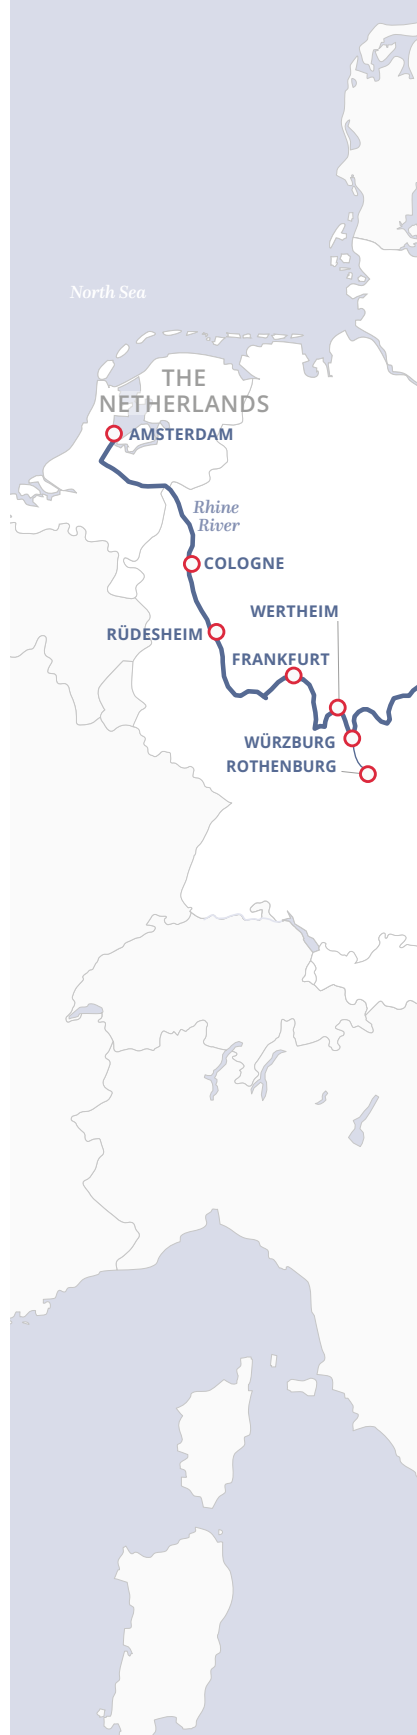 North Sea
THE
NETHERLANDS
AMSTERDAM
Rhine
River
COLOGNE
WERTHEIM
RÜDESHEIM
FRANKFURT
WÜRZBURG
ROTHENBURG